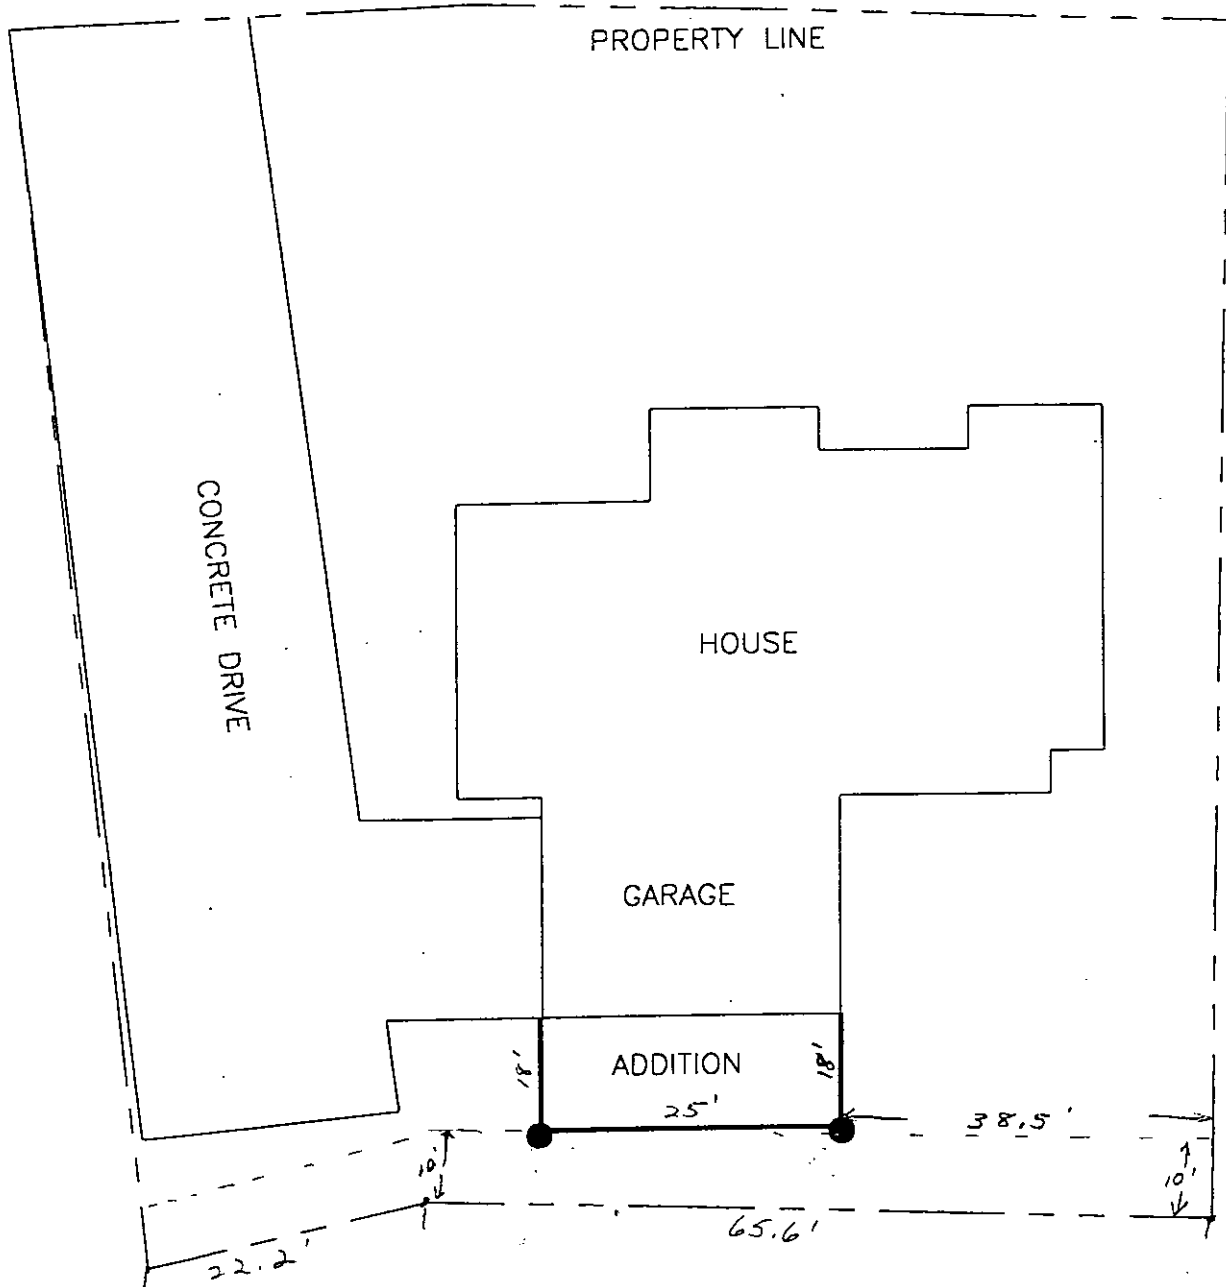 PROPERTY LINE
CONCRETE DRIVE
HOUSE
GARAGE
ADDITION
18'
18'
25'
38.5'
10'
10'
65.6'
22.2'